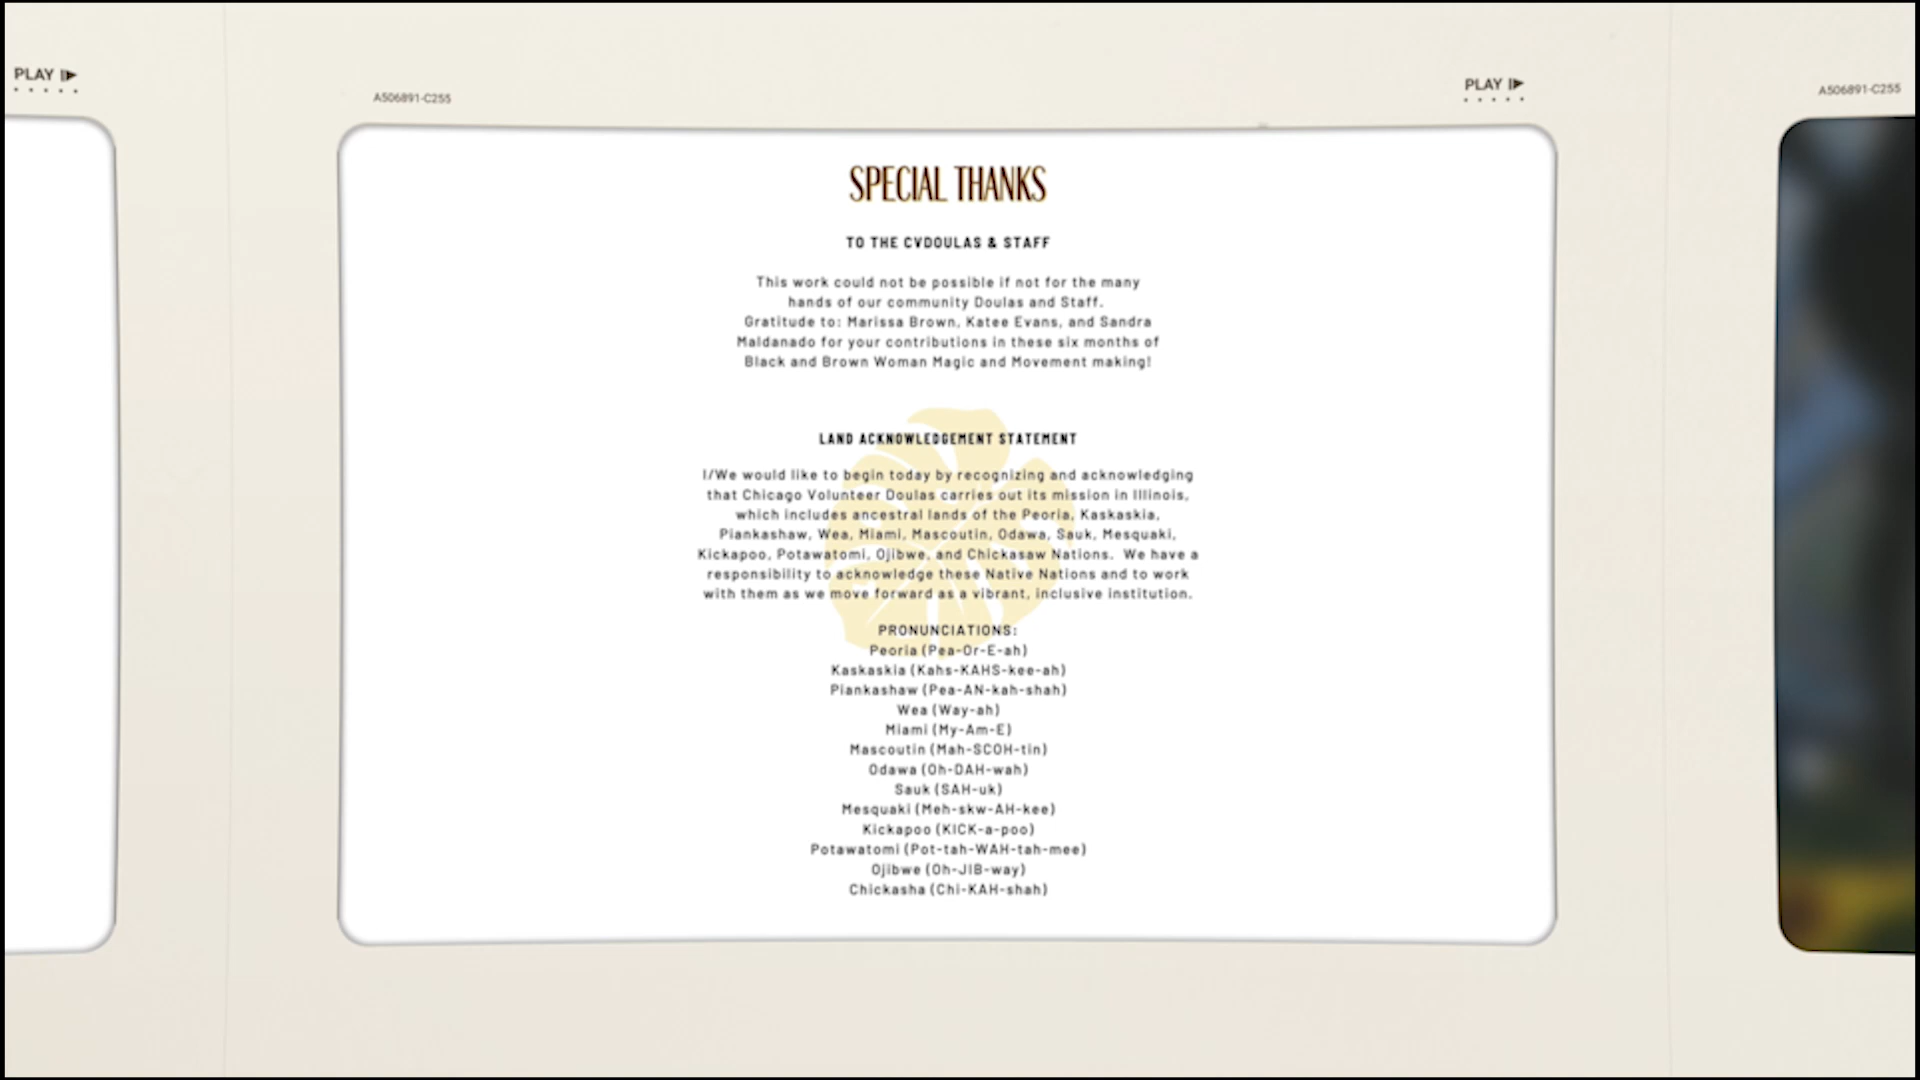 PLAY
A506891-C255
PLAY
A506891-C255
SPECIAL THANKS
TO THE CVDOULAS & STAFF
This work could not be possible if not for the many
hands of our community Doulas and Staff.
Gratitude to: Marissa Brown, Katee Evans, and Sandra
Maldanado for your contributions in these six months of
Black and Brown Woman Magic and Movement making!
LAND ACKNOWLEDGEMENT STATEMENT
I/We would like to begin today by recognizing and acknowledging
that Chicago Volunteer Doulas carries out its mission in Illinois,
which includes ancestral lands of the Peoria, Kaskaskia,
Piankashaw, Wea, Miami, Mascoutin, Odawa, Sauk, Mesquaki,
Kickapoo, Potawatomi, Ojibwe, and Chickasaw Nations. We have a
responsibility to acknowledge these Native Nations and to work
with them as we move forward as a vibrant, inclusive institution.
PRONUNCIATIONS:
Peoria (Pea-Or-E-ah)
Kaskaskia (Kahs-KAHS-kee-ah)
Piankashaw (Pea-AN-kah-shah)
Wea (Way-ah)
Miami (My-Am-E)
Mascoutin (Mah-SCOH-tin)
Odawa (Oh-DAH-wah)
Sauk (SAH-uk)
Mesquaki (Meh-skw-AH-kee)
Kickapoo (KICK-a-poo)
Potawatomi (Pot-tah-WAH-tah-mee)
Ojibwe (Oh-JIB-way)
Chickasha (Chi-KAH-shah)